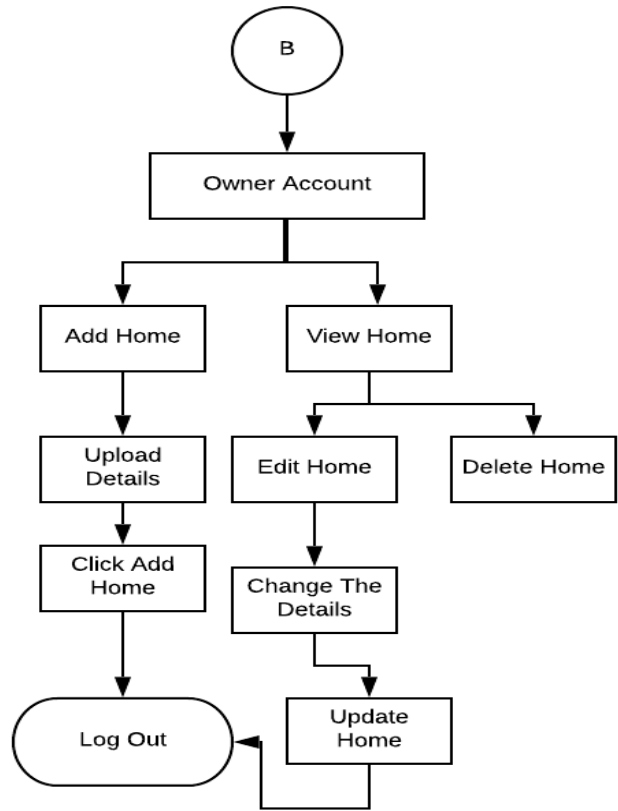 B
Owner Account
Add Home
View Home
Upload
Details
Edit Home
Delete Home
Click Add
Home
Change The
Details
Log Out
Update
Home